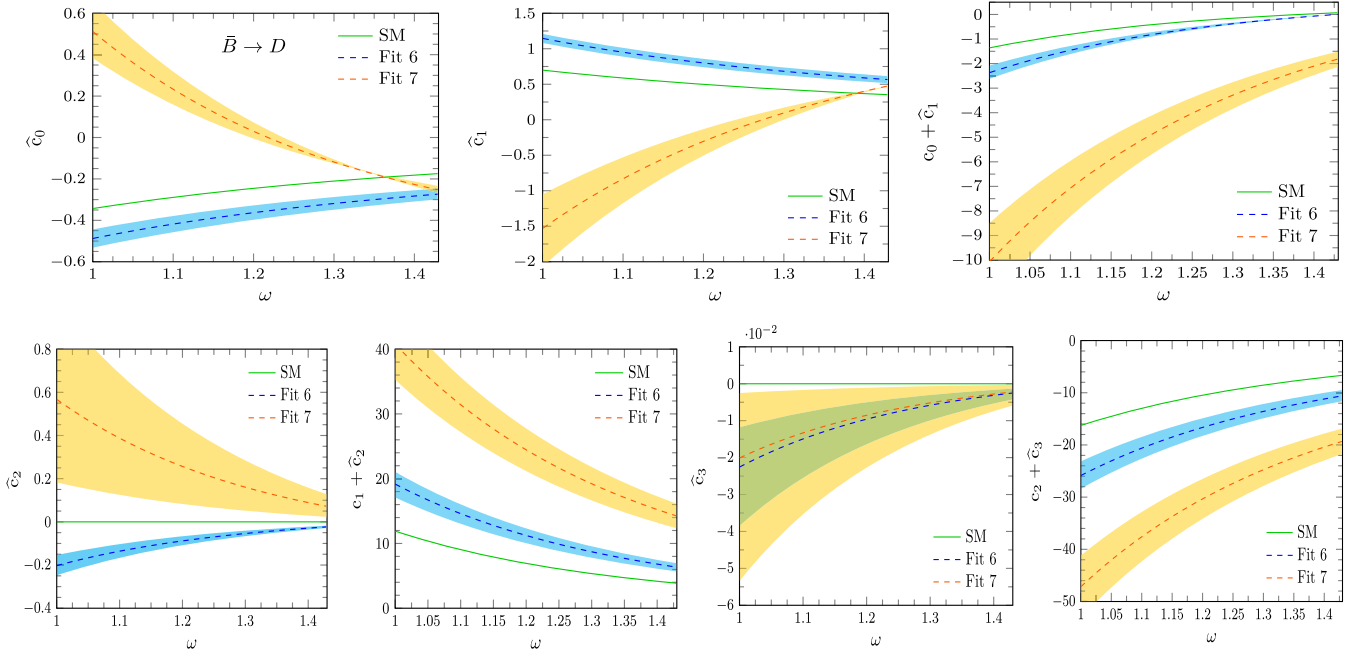 B̄ → D
SM
Fit 6
Fit 7
0.6
0.4
0.2
0
−0.2
−0.4
−0.6
ĉ0
1 1.1 1.2 1.3 1.4
ω
1.5
1
0.5
0
−0.5
−1
−1.5
−2
ĉ1
SM
Fit 6
Fit 7
1 1.1 1.2 1.3 1.4
ω
0
−1
−2
−3
−4
−5
−6
−7
−8
−9
−10
c0 + ĉ1
SM
Fit 6
Fit 7
1 1.05 1.1 1.15 1.2 1.25 1.3 1.35 1.4
ω
0.8
0.6
0.4
0.2
0
−0.2
−0.4
ĉ2
SM
Fit 6
Fit 7
1 1.1 1.2 1.3 1.4
ω
40
30
20
10
0
c1 + ĉ2
SM
Fit 6
Fit 7
1 1.05 1.1 1.15 1.2 1.25 1.3 1.35 1.4
ω
·10−2
1
0
−1
−2
−3
−4
−5
−6
ĉ3
SM
Fit 6
Fit 7
1 1.1 1.2 1.3 1.4
ω
0
−10
−20
−30
−40
−50
c2 + ĉ3
SM
Fit 6
Fit 7
1 1.05 1.1 1.15 1.2 1.25 1.3 1.35 1.4
ω